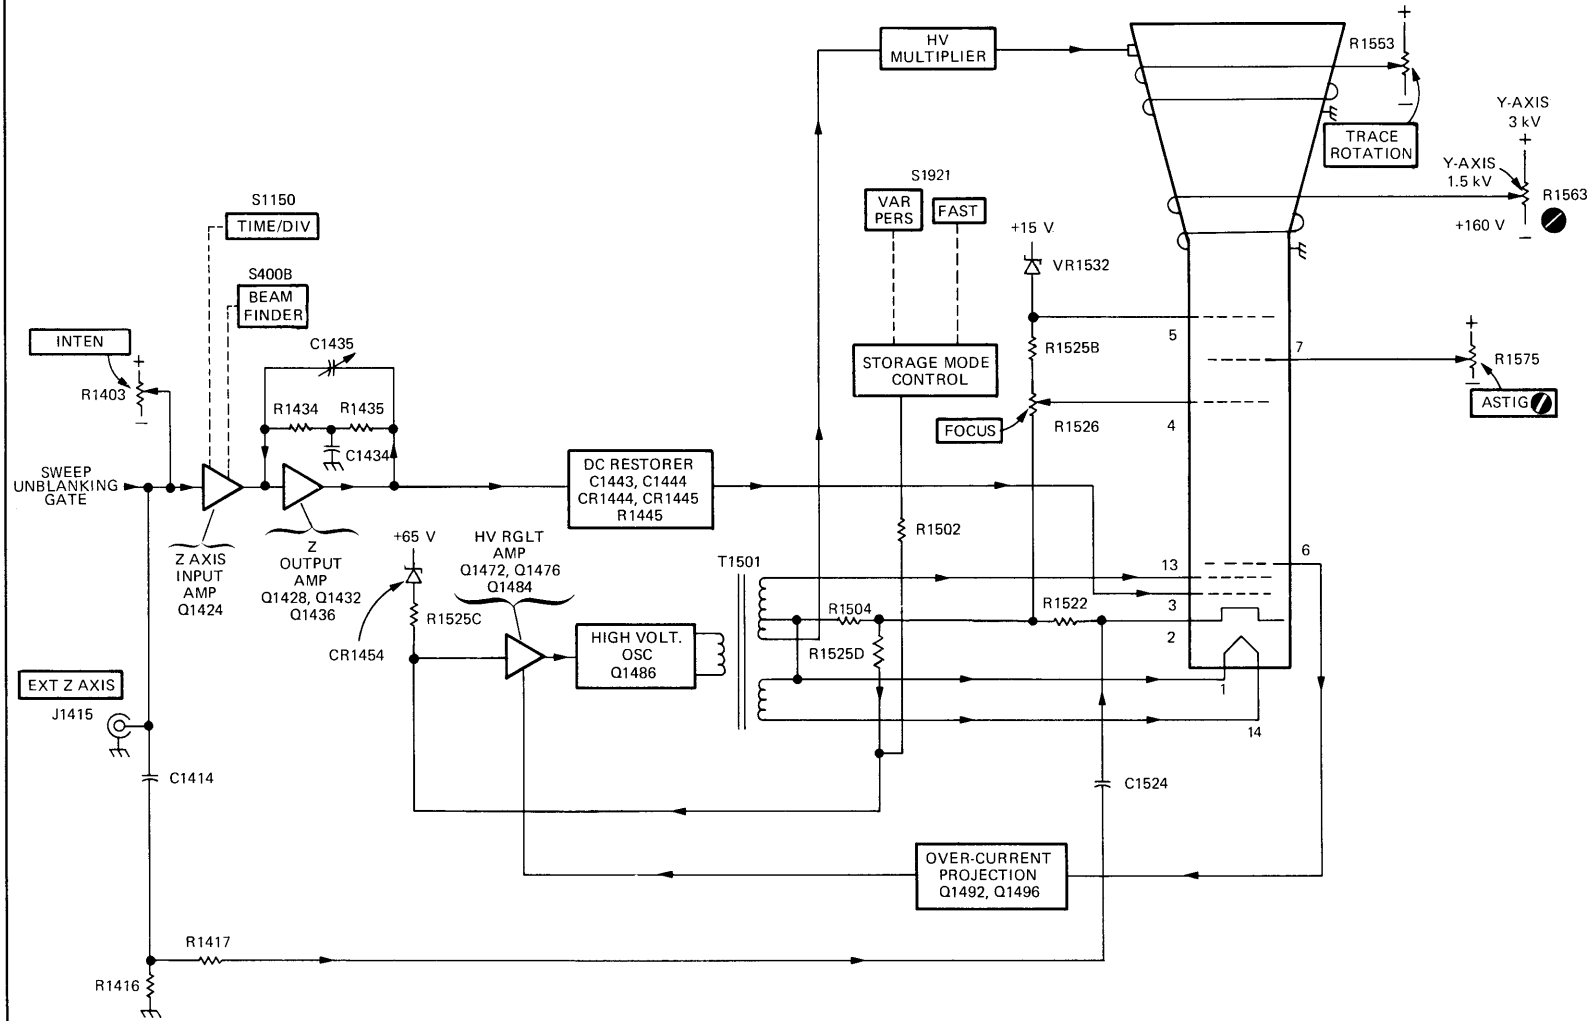 HV
MULTIPLIER
+
R1553
−
TRACE
ROTATION
Y-AXIS
3 kV
+
Y-AXIS
1.5 kV
R1563
+160 V
−
S1921
VAR
PERS
FAST
+15 V
VR1532
S1150
TIME/DIV
S400B
BEAM
FINDER
INTEN
+
R1403
−
C1435
R1434
R1435
C1434
STORAGE MODE
CONTROL
R1525B
5
7
+
R1575
−
ASTIG
FOCUS
R1526
4
SWEEP
UNBLANKING
GATE
DC RESTORER
C1443, C1444
CR1444, CR1445
R1445
Z AXIS
INPUT
AMP
Q1424
Z
OUTPUT
AMP
Q1428, Q1432
Q1436
+65 V
HV RGLT
AMP
Q1472, Q1476
Q1484
R1502
T1501
13
6
R1525C
CR1454
HIGH VOLT.
OSC
Q1486
R1504
R1522
3
2
R1525D
1
14
EXT Z AXIS
J1415
C1414
C1524
OVER-CURRENT
PROJECTION
Q1492, Q1496
R1417
R1416